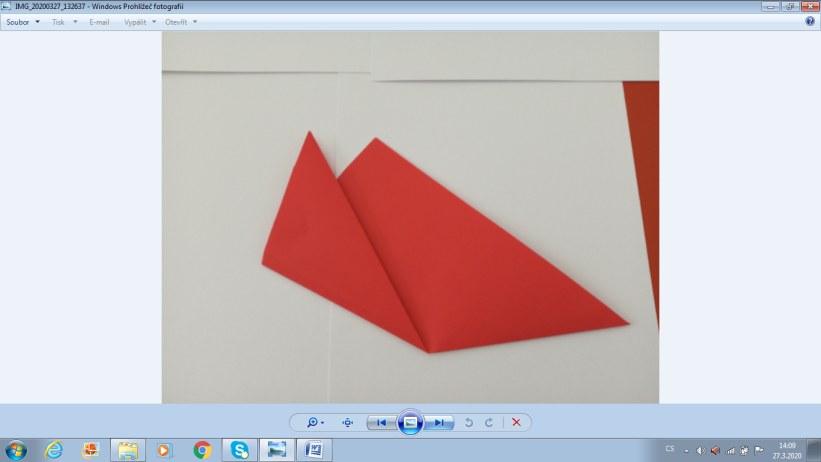 IMG_20200327_132637 - Windows Prohlížeč fotografií
Soubor Tisk E-mail Vypálit Otevřít
CS 14:09
27.3.2020